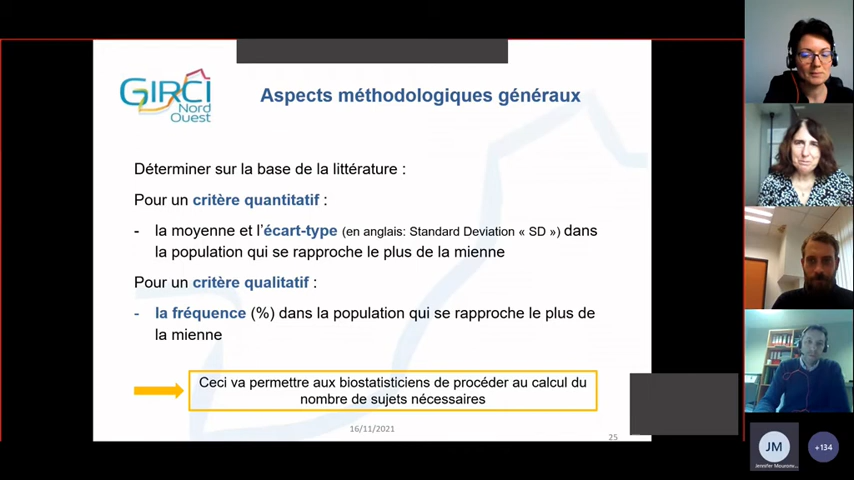 GIRCI
Nord
Ouest
Aspects méthodologiques généraux
Déterminer sur la base de la littérature :
Pour un critère quantitatif :
- la moyenne et l'écart-type (en anglais: Standard Deviation « SD ») dans
la population qui se rapproche le plus de la mienne
Pour un critère qualitatif :
- la fréquence (%) dans la population qui se rapproche le plus de
la mienne
Ceci va permettre aux biostatisticiens de procéder au calcul du
nombre de sujets nécessaires
16/11/2021
25
JM
+134
Jennifer